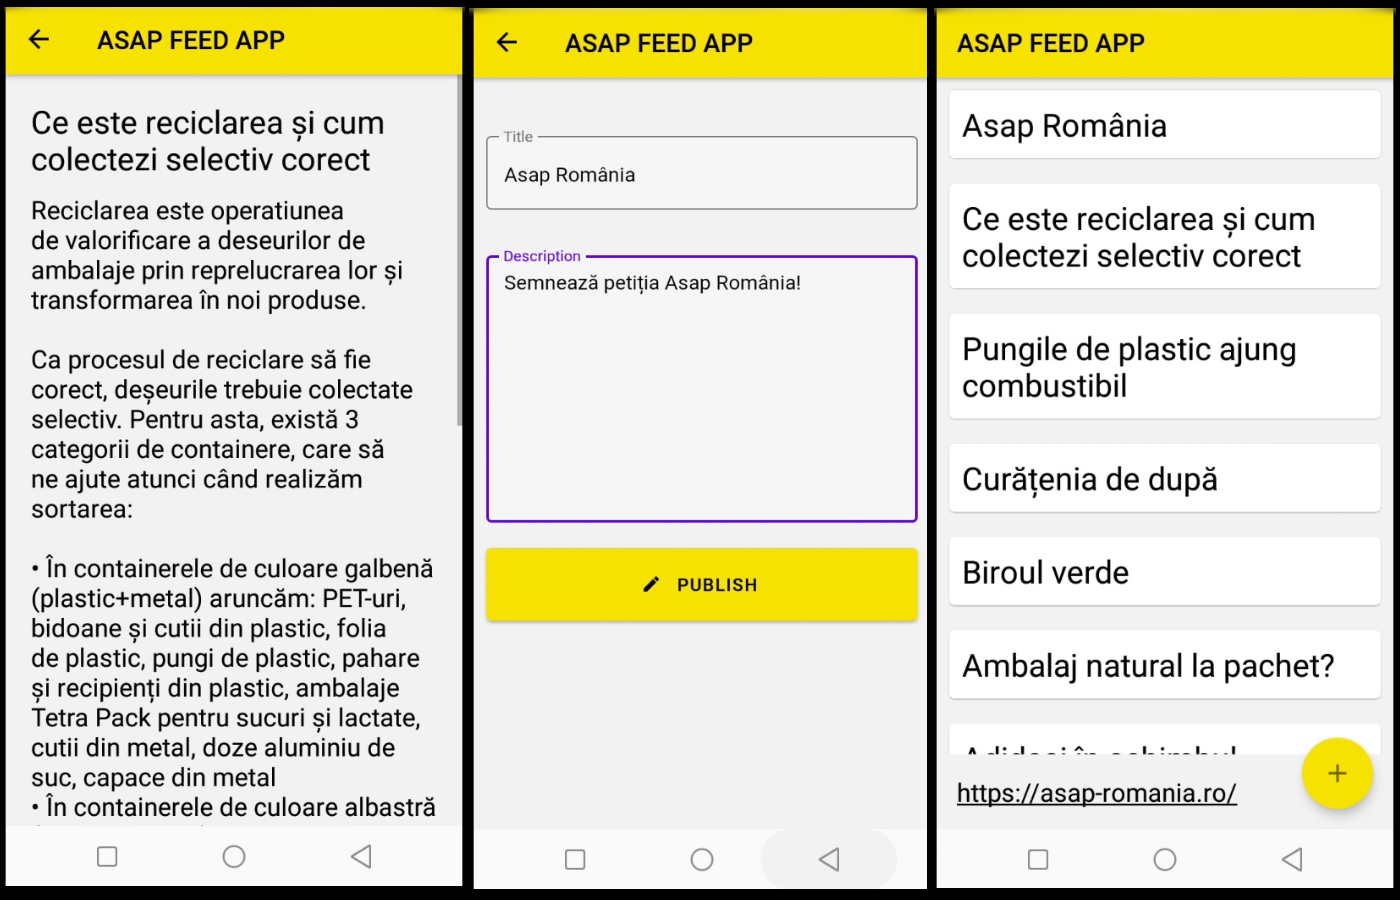 ASAP FEED APP
Ce este reciclarea și cum
colectezi selectiv corect
Reciclarea este operatiunea
de valorificare a deseurilor de
ambalaje prin reprelucrarea lor și
transformarea în noi produse.
Ca procesul de reciclare să fie
corect, deșeurile trebuie colectate
selectiv. Pentru asta, există 3
categorii de containere, care să
ne ajute atunci când realizăm
sortarea:
• În containerele de culoare galbenă
(plastic+metal) aruncăm: PET-uri,
bidoane și cutii din plastic, folia
de plastic, pungi de plastic, pahare
și recipienți din plastic, ambalaje
Tetra Pack pentru sucuri și lactate,
cutii din metal, doze aluminiu de
suc, capace din metal
• În containerele de culoare albastră
ASAP FEED APP
Title
Asap România
Description
Semnează petiția Asap România!
PUBLISH
ASAP FEED APP
Asap România
Ce este reciclarea și cum
colectezi selectiv corect
Pungile de plastic ajung
combustibil
Curățenia de după
Biroul verde
Ambalaj natural la pachet?
Adidași în schimbul
https://asap-romania.ro/